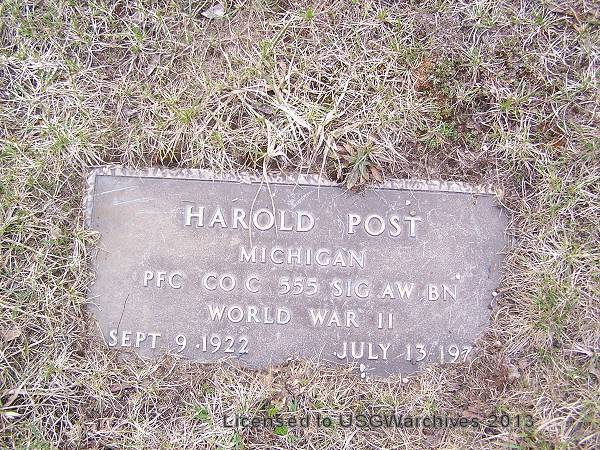 HAROLD POST
MICHIGAN
PFC CO C 555 SIG AW BN
WORLD WAR II
SEPT 9 1922 JULY 13 197
Licensed to USGWarchives 2013